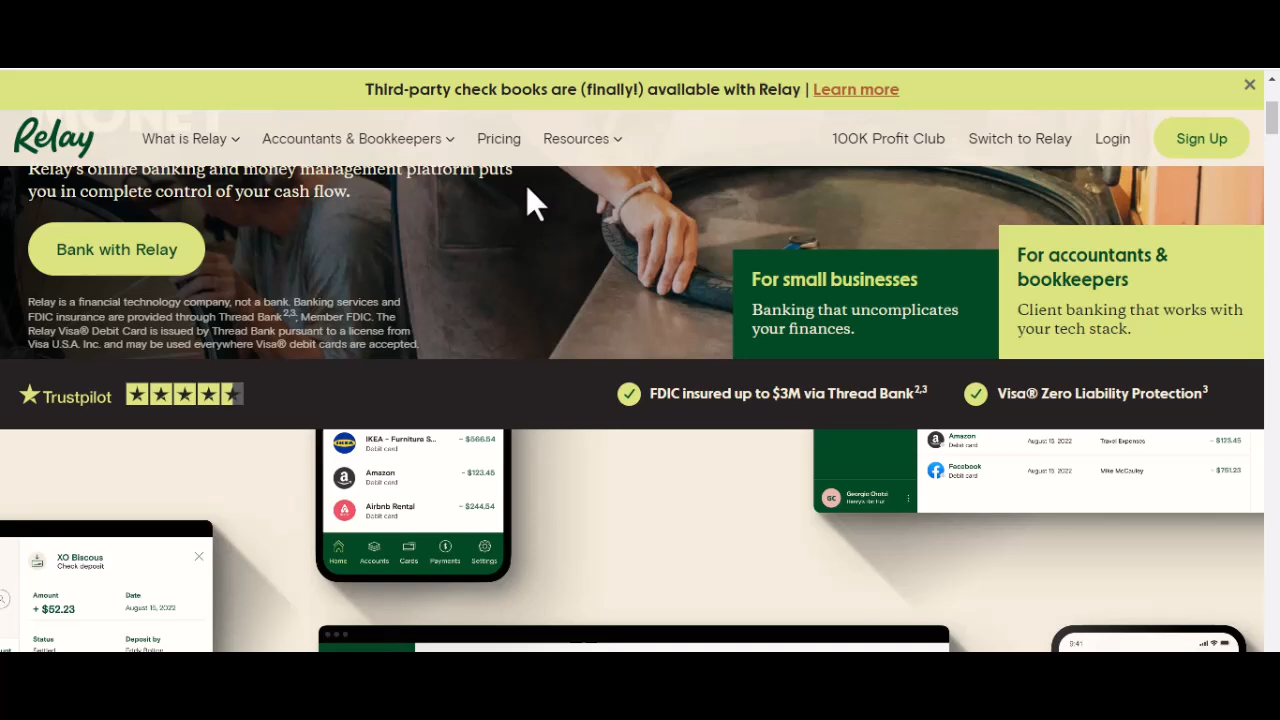 Third-party check books are (finally!) available with Relay | Learn more
MONEY
Relay
What is Relay
Accountants & Bookkeepers
Pricing
Resources
100K Profit Club
Switch to Relay
Login
Sign Up
Relay's online banking and money management platform puts
you in complete control of your cash flow.
Bank with Relay
Relay is a financial technology company, not a bank. Banking services and
FDIC insurance are provided through Thread Bank2,3, Member FDIC. The
Relay Visa® Debit Card is issued by Thread Bank pursuant to a license from
Visa U.S.A. Inc. and may be used everywhere Visa® debit cards are accepted.
For small businesses
Banking that uncomplicates
your finances.
For accountants &
bookkeepers
Client banking that works with
your tech stack.
Trustpilot
FDIC insured up to $3M via Thread Bank2,3
Visa® Zero Liability Protection3
IKEA – Furniture S... - $566.54
Debit card
Amazon - $123.45
Debit card
Airbnb Rental - $244.54
Debit card
Home
Accounts
Cards
Payments
Settings
Amazon August 15, 2022 Travel Expenses - $123.45
Debit card
Facebook August 15, 2022 Mike McCauley - $751.23
Debit card
GC
XO Biscous
Check deposit
Amount Date
+ $52.23 August 15, 2022
Status Deposit by
9:41